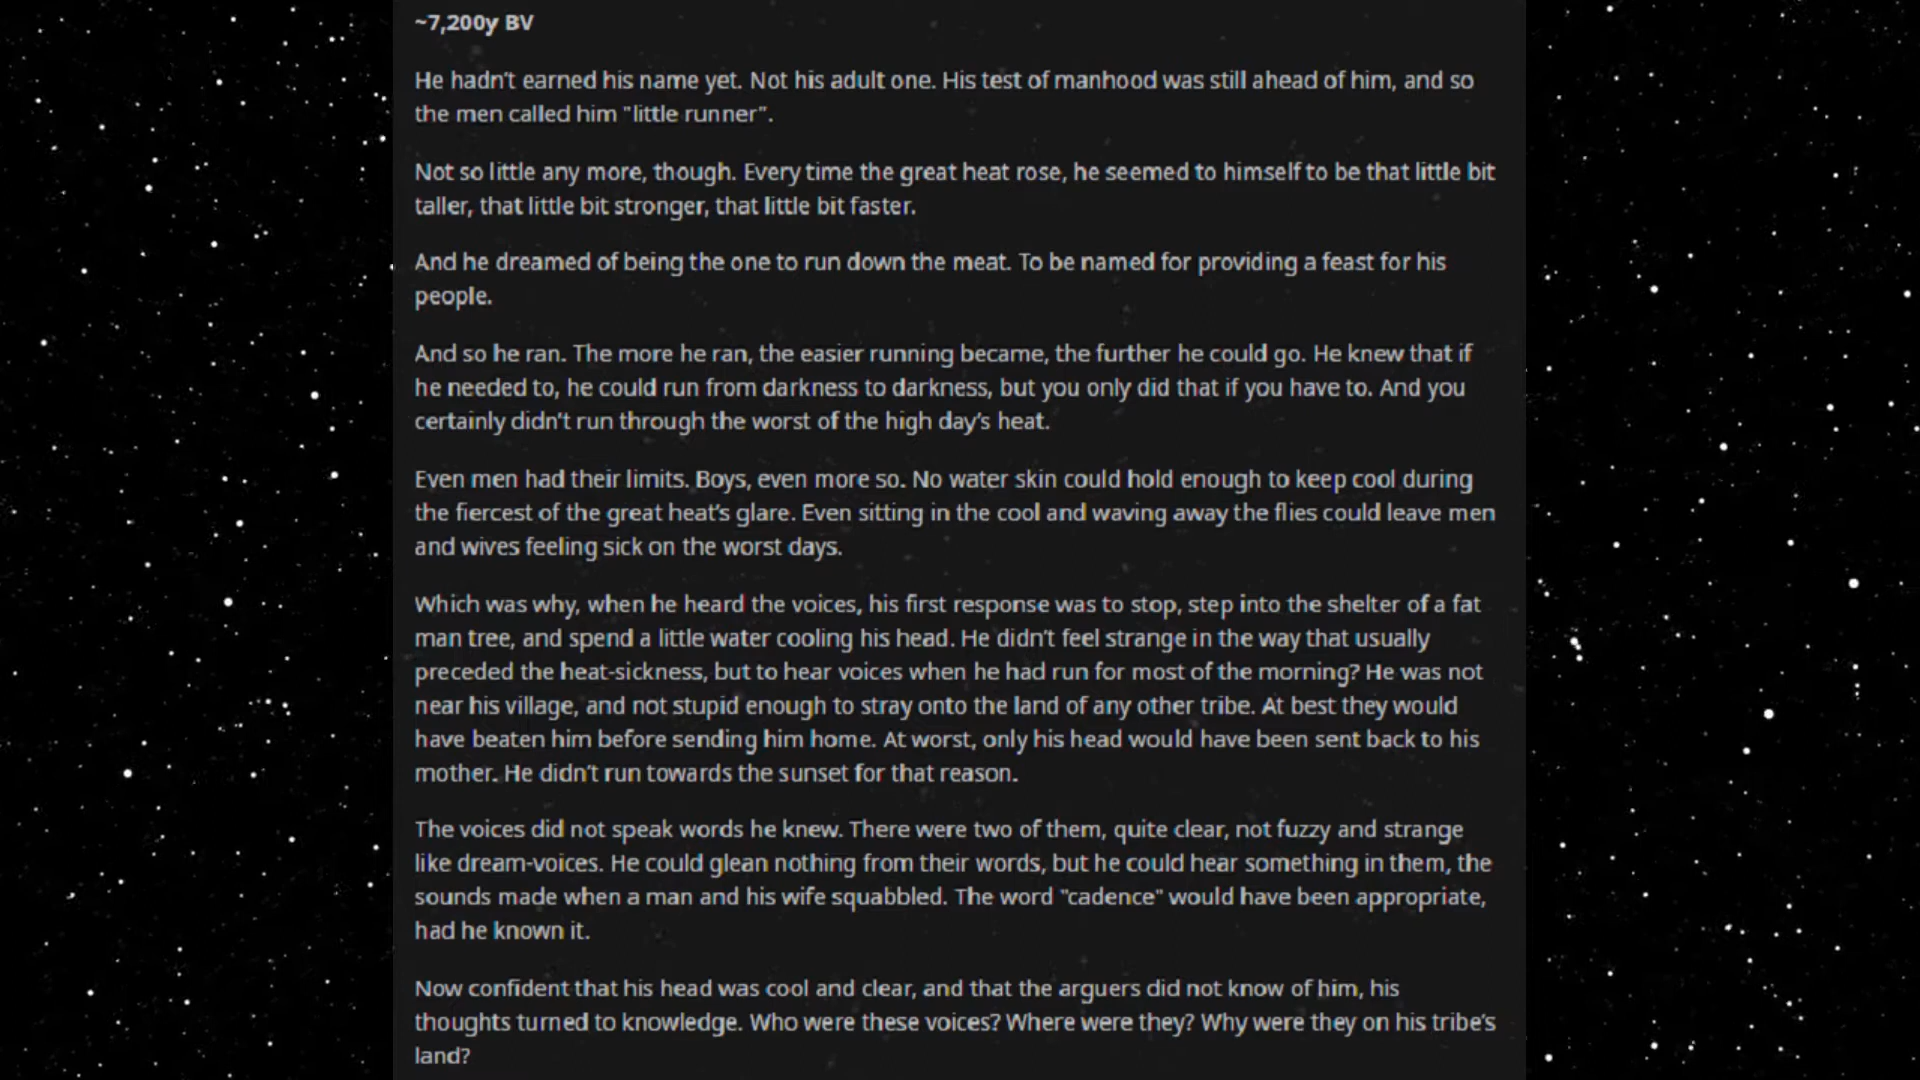 ~7,200y BV
He hadn't earned his name yet. Not his adult one. His test of manhood was still ahead of him, and so
the men called him "little runner".
Not so little any more, though. Every time the great heat rose, he seemed to himself to be that little bit
taller, that little bit stronger, that little bit faster.
And he dreamed of being the one to run down the meat. To be named for providing a feast for his
people.
And so he ran. The more he ran, the easier running became, the further he could go. He knew that if
he needed to, he could run from darkness to darkness, but you only did that if you have to. And you
certainly didn't run through the worst of the high day's heat.
Even men had their limits. Boys, even more so. No water skin could hold enough to keep cool during
the fiercest of the great heat's glare. Even sitting in the cool and waving away the flies could leave men
and wives feeling sick on the worst days.
Which was why, when he heard the voices, his first response was to stop, step into the shelter of a fat
man tree, and spend a little water cooling his head. He didn't feel strange in the way that usually
preceded the heat-sickness, but to hear voices when he had run for most of the morning? He was not
near his village, and not stupid enough to stray onto the land of any other tribe. At best they would
have beaten him before sending him home. At worst, only his head would have been sent back to his
mother. He didn't run towards the sunset for that reason.
The voices did not speak words he knew. There were two of them, quite clear, not fuzzy and strange
like dream-voices. He could glean nothing from their words, but he could hear something in them, the
sounds made when a man and his wife squabbled. The word "cadence" would have been appropriate,
had he known it.
Now confident that his head was cool and clear, and that the arguers did not know of him, his
thoughts turned to knowledge. Who were these voices? Where were they? Why were they on his tribe's
land?